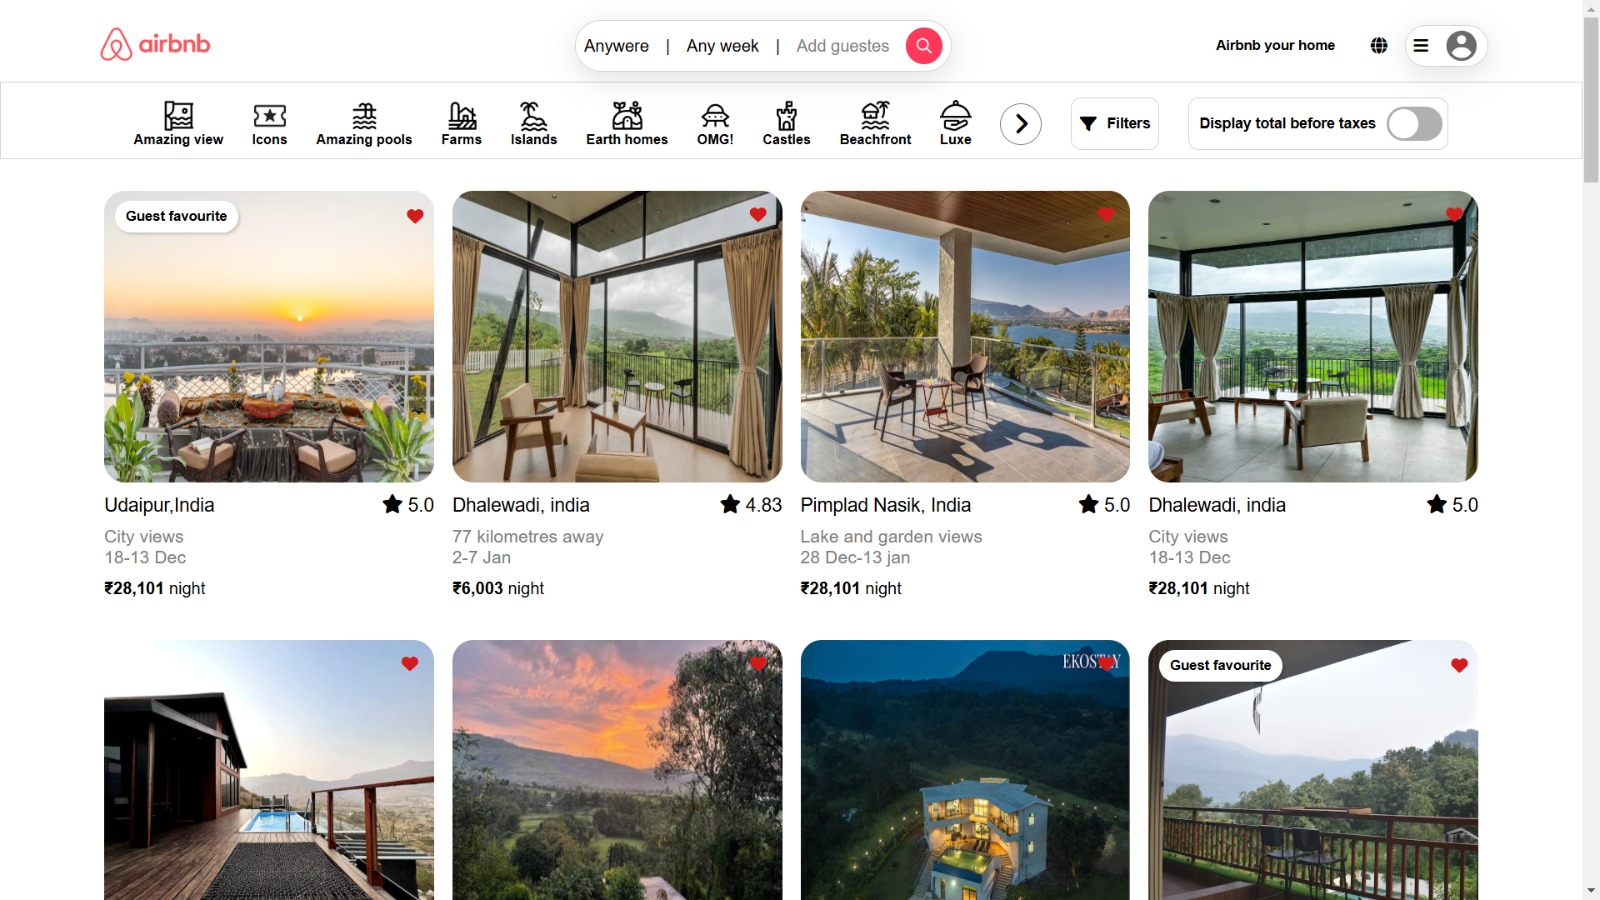 airbnb
Anywere | Any week | Add guestes
Airbnb your home
Amazing view
Icons
Amazing pools
Farms
Islands
Earth homes
OMG!
Castles
Beachfront
Luxe
Filters
Display total before taxes
Guest favourite
Udaipur,India
5.0
City views
18-13 Dec
₹28,101 night
Dhalewadi, india
4.83
77 kilometres away
2-7 Jan
₹6,003 night
Pimplad Nasik, India
5.0
Lake and garden views
28 Dec-13 jan
₹28,101 night
Dhalewadi, india
5.0
City views
18-13 Dec
₹28,101 night
EKOSTAY
Guest favourite